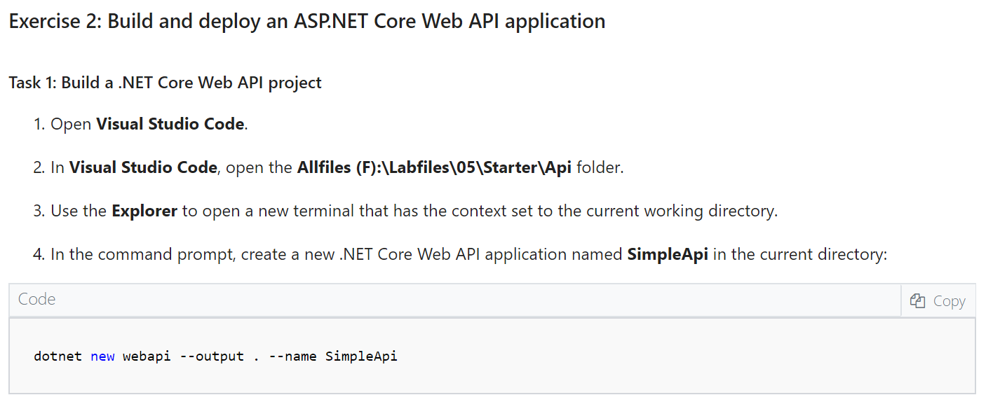 Exercise 2: Build and deploy an ASP.NET Core Web API application
Task 1: Build a .NET Core Web API project
1. Open Visual Studio Code.
2. In Visual Studio Code, open the Allfiles (F):\Labfiles\05\Starter\Api folder.
3. Use the Explorer to open a new terminal that has the context set to the current working directory.
4. In the command prompt, create a new .NET Core Web API application named SimpleApi in the current directory:
Code Copy
dotnet new webapi --output . --name SimpleApi